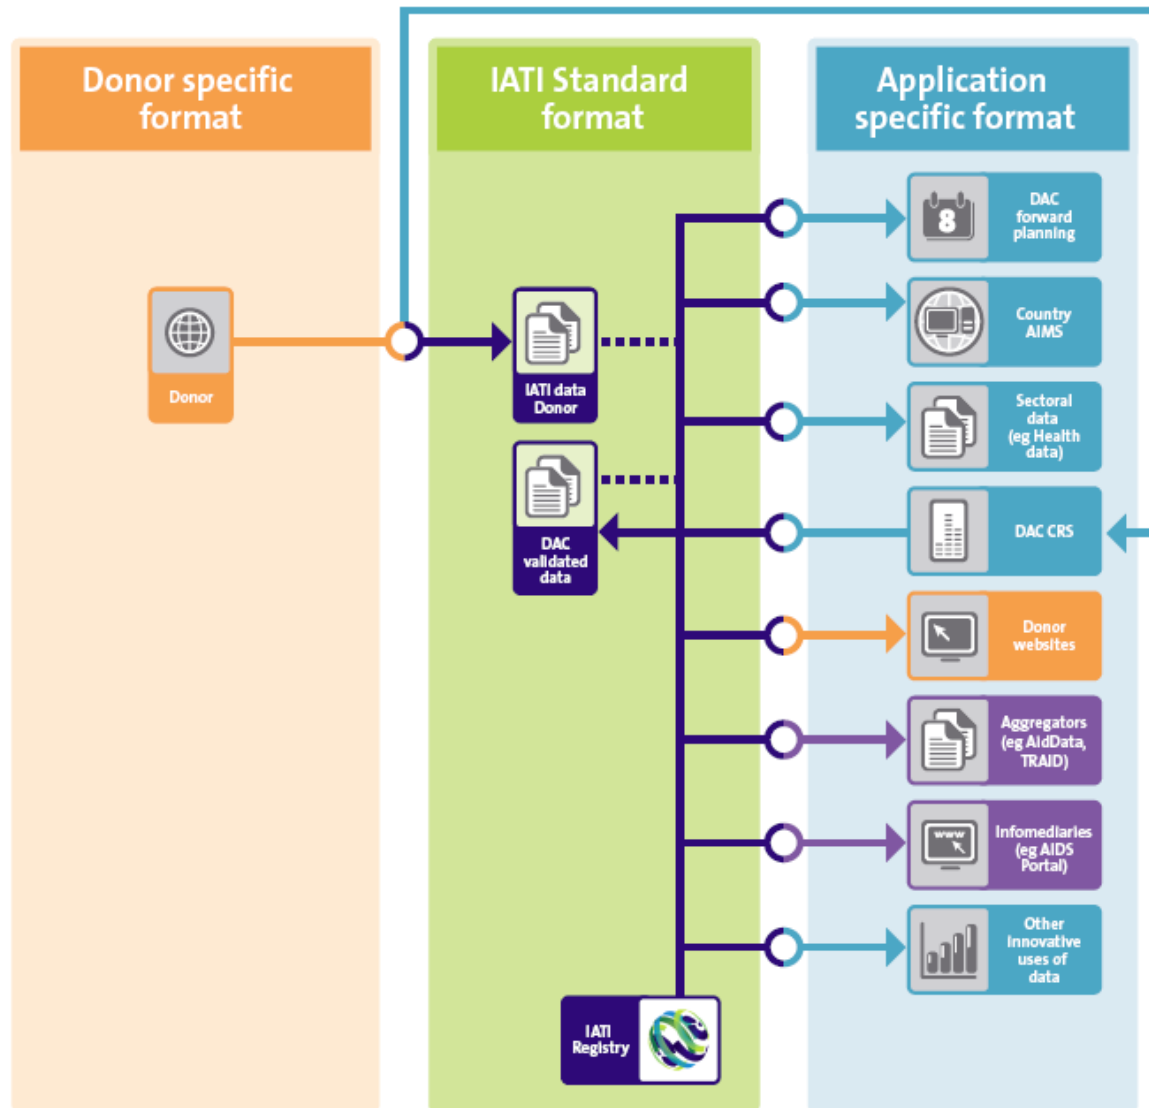 Donor specific
format
IATI Standard
format
Application
specific format
8
DAC
forward
planning
Country
AIMS
Donor
IATI data
Donor
Sectoral
data
(eg Health
data)
DAC
validated
data
DAC CRS
Donor
websites
Aggregators
(eg AidData,
TRAID)
www
Infomediaries
(eg AIDS
Portal)
Other
innovative
uses of
data
IATI
Registry